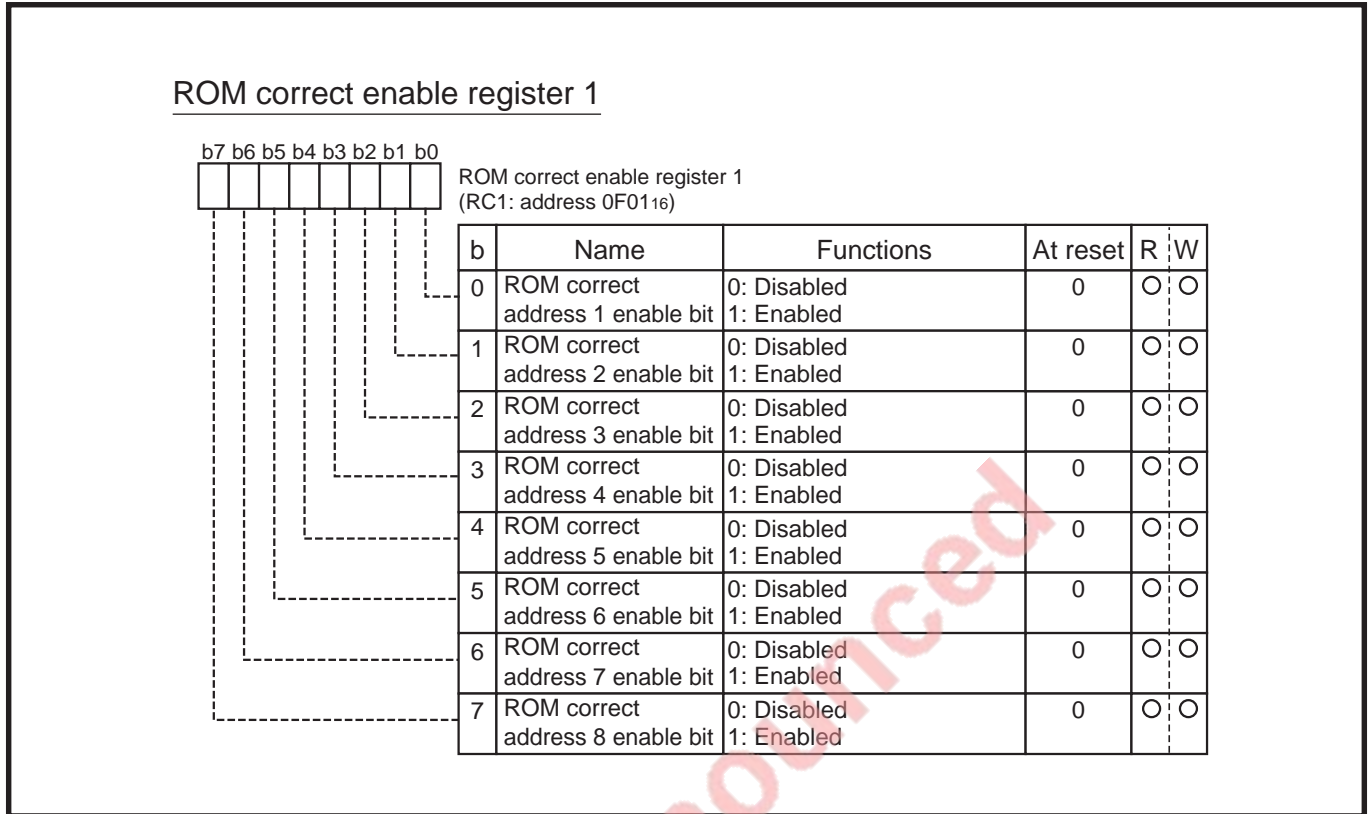 ROM correct enable register 1
b7 b6 b5 b4 b3 b2 b1 b0
ROM correct enable register 1
(RC1: address 0F0116)
b Name Functions At reset R W
0 ROM correct address 1 enable bit 0: Disabled 1: Enabled 0 O O
1 ROM correct address 2 enable bit 0: Disabled 1: Enabled 0 O O
2 ROM correct address 3 enable bit 0: Disabled 1: Enabled 0 O O
3 ROM correct address 4 enable bit 0: Disabled 1: Enabled 0 O O
4 ROM correct address 5 enable bit 0: Disabled 1: Enabled 0 O O
5 ROM correct address 6 enable bit 0: Disabled 1: Enabled 0 O O
6 ROM correct address 7 enable bit 0: Disabled 1: Enabled 0 O O
7 ROM correct address 8 enable bit 0: Disabled 1: Enabled 0 O O